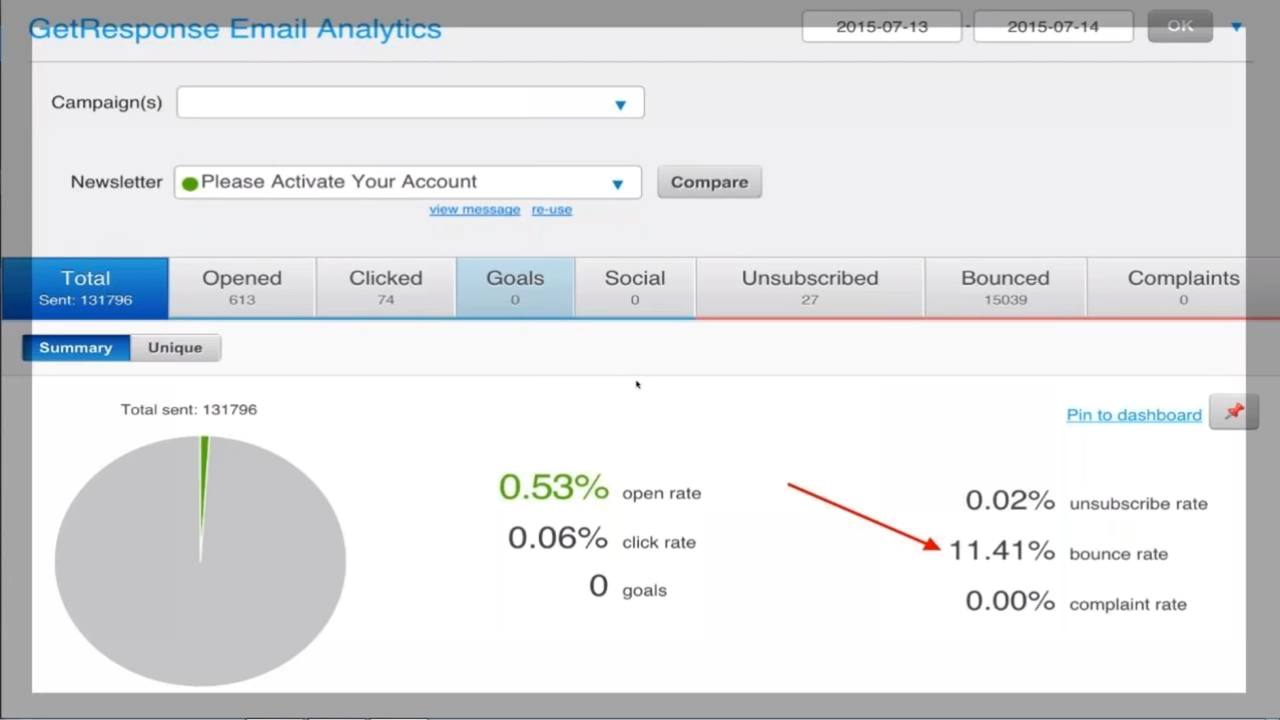 GetResponse Email Analytics
2015-07-13 - 2015-07-14 OK
Campaign(s)
Newsletter Please Activate Your Account Compare
view message re-use
Total Opened Clicked Goals Social Unsubscribed Bounced Complaints
Sent: 131796 613 74 0 0 27 15039 0
Summary Unique
Total sent: 131796
Pin to dashboard
0.53% open rate
0.06% click rate
0 goals
0.02% unsubscribe rate
11.41% bounce rate
0.00% complaint rate